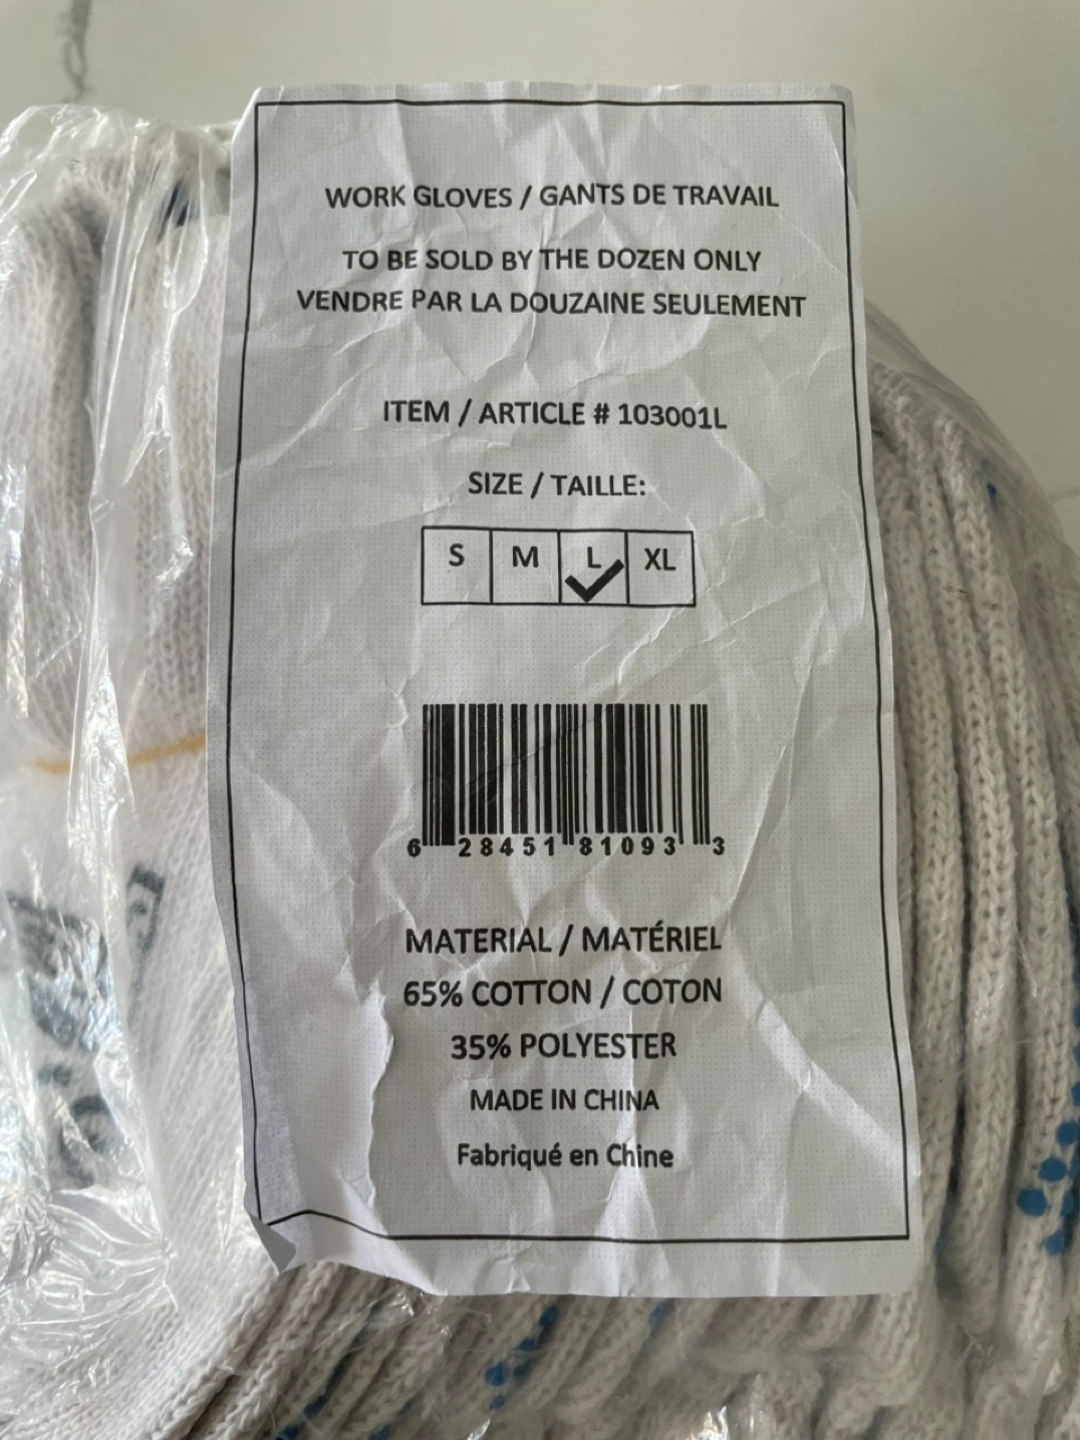 WORK GLOVES / GANTS DE TRAVAIL
TO BE SOLD BY THE DOZEN ONLY
VENDRE PAR LA DOUZAINE SEULEMENT
ITEM / ARTICLE # 103001L
SIZE / TAILLE:
S M L XL
6 28451 81093 3
MATERIAL / MATÉRIEL
65% COTTON / COTON
35% POLYESTER
MADE IN CHINA
Fabriqué en Chine